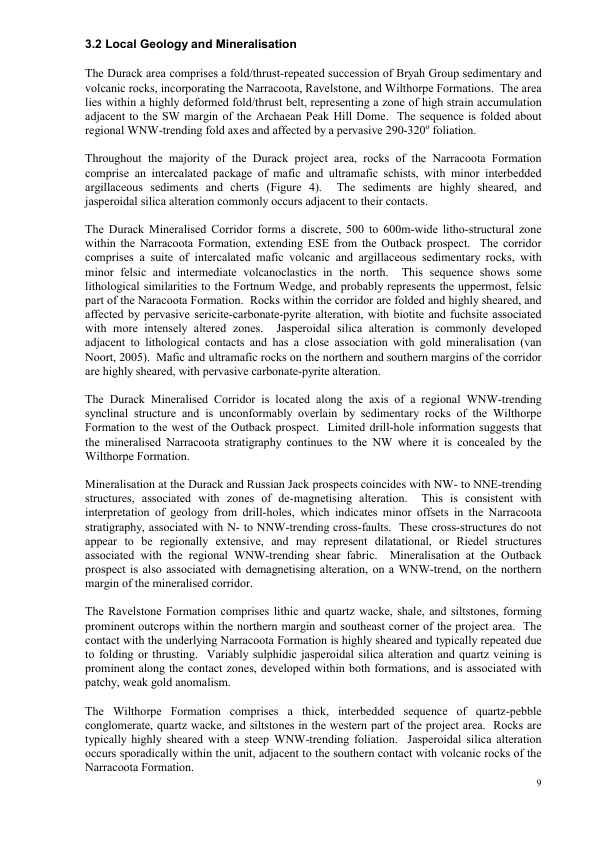 3.2 Local Geology and Mineralisation
The Durack area comprises a fold/thrust-repeated succession of Bryah Group sedimentary and
volcanic rocks, incorporating the Narracoota, Ravelstone, and Wilthorpe Formations.  The area
lies within a highly deformed fold/thrust belt, representing a zone of high strain accumulation
adjacent to the SW margin of the Archaean Peak Hill Dome.  The sequence is folded about
regional WNW-trending fold axes and affected by a pervasive 290-320° foliation.
Throughout the majority of the Durack project area, rocks of the Narracoota Formation
comprise an intercalated package of mafic and ultramafic schists, with minor interbedded
argillaceous sediments and cherts (Figure 4).  The sediments are highly sheared, and
jasperoidal silica alteration commonly occurs adjacent to their contacts.
The Durack Mineralised Corridor forms a discrete, 500 to 600m-wide litho-structural zone
within the Narracoota Formation, extending ESE from the Outback prospect.  The corridor
comprises a suite of intercalated mafic volcanic and argillaceous sedimentary rocks, with
minor felsic and intermediate volcanoclastics in the north.  This sequence shows some
lithological similarities to the Fortnum Wedge, and probably represents the uppermost, felsic
part of the Naracoota Formation.  Rocks within the corridor are folded and highly sheared, and
affected by pervasive sericite-carbonate-pyrite alteration, with biotite and fuchsite associated
with more intensely altered zones.  Jasperoidal silica alteration is commonly developed
adjacent to lithological contacts and has a close association with gold mineralisation (van
Noort, 2005).  Mafic and ultramafic rocks on the northern and southern margins of the corridor
are highly sheared, with pervasive carbonate-pyrite alteration.
The Durack Mineralised Corridor is located along the axis of a regional WNW-trending
synclinal structure and is unconformably overlain by sedimentary rocks of the Wilthorpe
Formation to the west of the Outback prospect.  Limited drill-hole information suggests that
the mineralised Narracoota stratigraphy continues to the NW where it is concealed by the
Wilthorpe Formation.
Mineralisation at the Durack and Russian Jack prospects coincides with NW- to NNE-trending
structures, associated with zones of de-magnetising alteration.  This is consistent with
interpretation of geology from drill-holes, which indicates minor offsets in the Narracoota
stratigraphy, associated with N- to NNW-trending cross-faults.  These cross-structures do not
appear to be regionally extensive, and may represent dilatational, or Riedel structures
associated with the regional WNW-trending shear fabric.  Mineralisation at the Outback
prospect is also associated with demagnetising alteration, on a WNW-trend, on the northern
margin of the mineralised corridor.
The Ravelstone Formation comprises lithic and quartz wacke, shale, and siltstones, forming
prominent outcrops within the northern margin and southeast corner of the project area.  The
contact with the underlying Narracoota Formation is highly sheared and typically repeated due
to folding or thrusting.  Variably sulphidic jasperoidal silica alteration and quartz veining is
prominent along the contact zones, developed within both formations, and is associated with
patchy, weak gold anomalism.
The Wilthorpe Formation comprises a thick, interbedded sequence of quartz-pebble
conglomerate, quartz wacke, and siltstones in the western part of the project area.  Rocks are
typically highly sheared with a steep WNW-trending foliation.  Jasperoidal silica alteration
occurs sporadically within the unit, adjacent to the southern contact with volcanic rocks of the
Narracoota Formation.
9